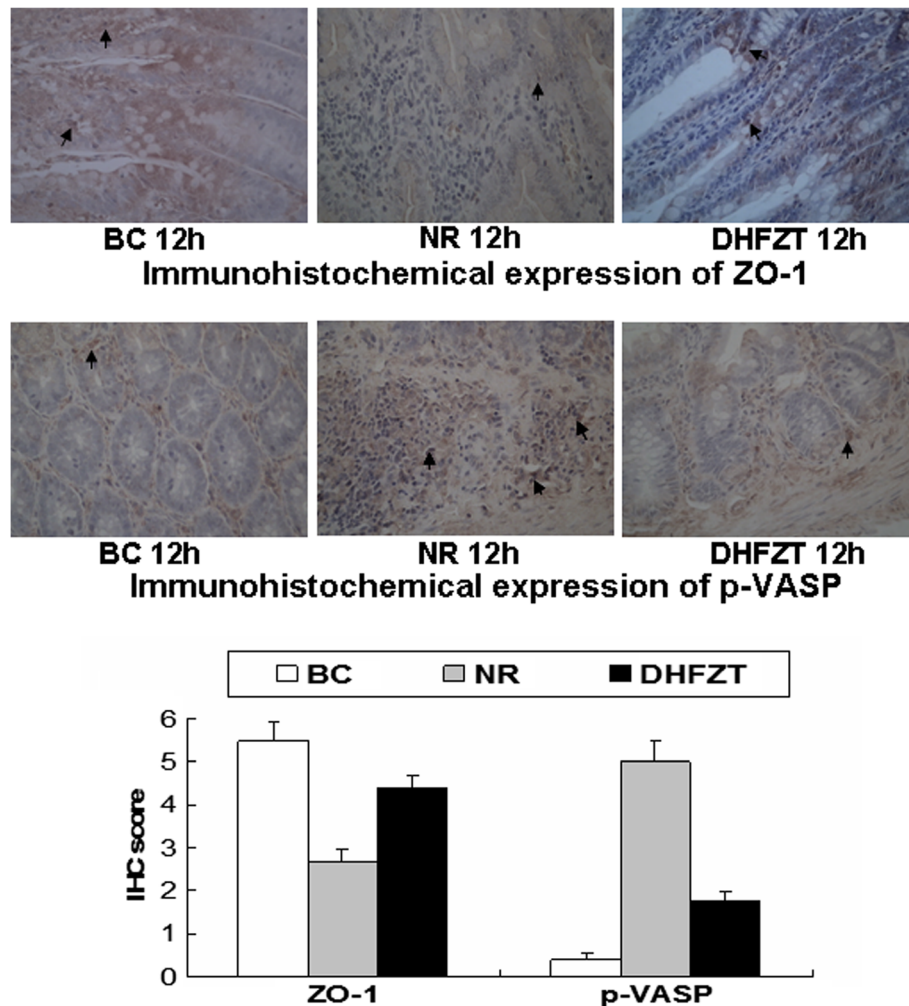 BC 12h NR 12h DHFZT 12h
Immunohistochemical expression of ZO-1
BC 12h NR 12h DHFZT 12h
Immunohistochemical expression of p-VASP
BC NR DHFZT
IHC score
6
5
4
3
2
1
0
ZO-1 p-VASP